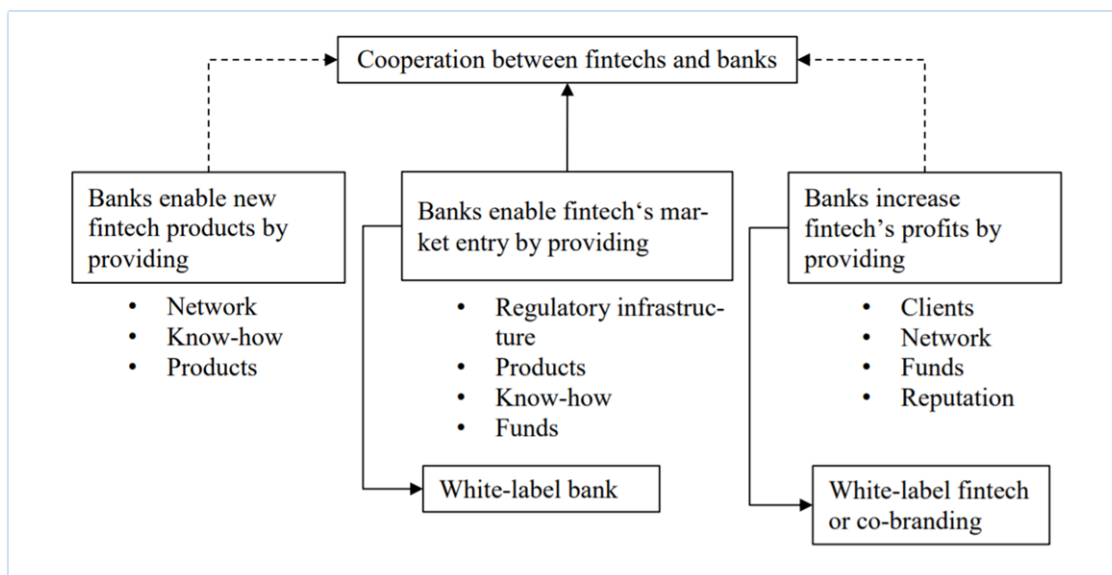 Cooperation between fintechs and banks
Banks enable new
fintech products by
providing
• Network
• Know-how
• Products
Banks enable fintech‘s mar-
ket entry by providing
• Regulatory infrastruc-
ture
• Products
• Know-how
• Funds
White-label bank
Banks increase
fintech’s profits by
providing
• Clients
• Network
• Funds
• Reputation
White-label fintech
or co-branding